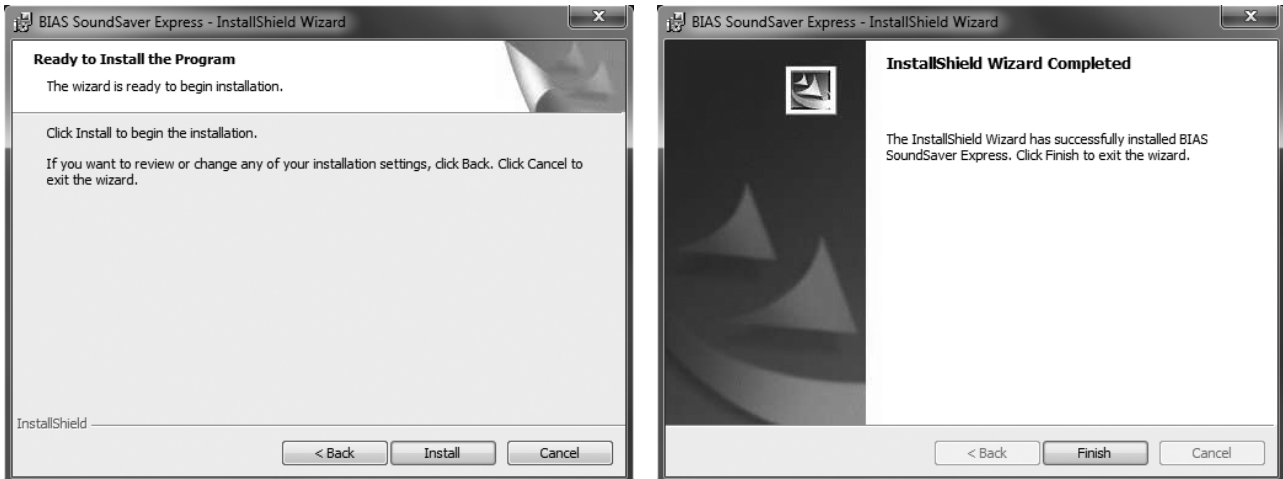 BIAS SoundSaver Express - InstallShield Wizard
Ready to Install the Program
The wizard is ready to begin installation.
Click Install to begin the installation.
If you want to review or change any of your installation settings, click Back. Click Cancel to
exit the wizard.
InstallShield
< Back Install Cancel
BIAS SoundSaver Express - InstallShield Wizard
InstallShield Wizard Completed
The InstallShield Wizard has successfully installed BIAS
SoundSaver Express. Click Finish to exit the wizard.
< Back Finish Cancel